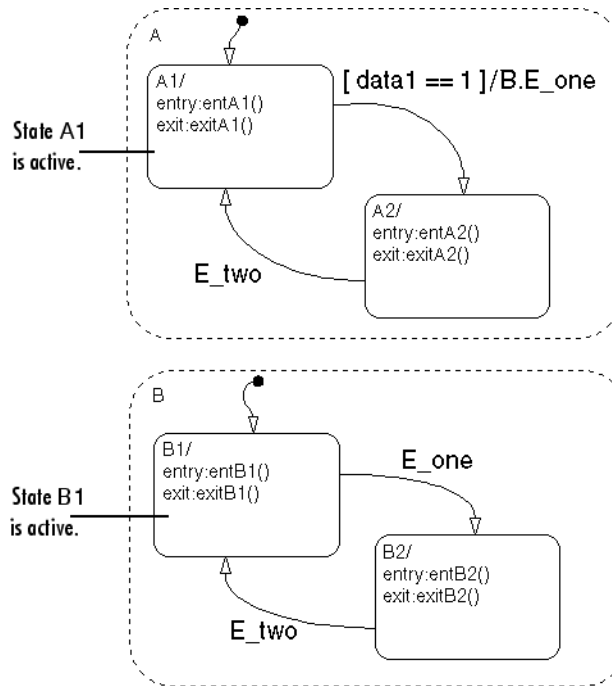 A
A1/
entry:entA1()
exit:exitA1()
[ data1 == 1 ]/B.E_one
State A1
is active.
A2/
entry:entA2()
exit:exitA2()
E_two
B
B1/
entry:entB1()
exit:exitB1()
E_one
State B1
is active.
B2/
entry:entB2()
exit:exitB2()
E_two